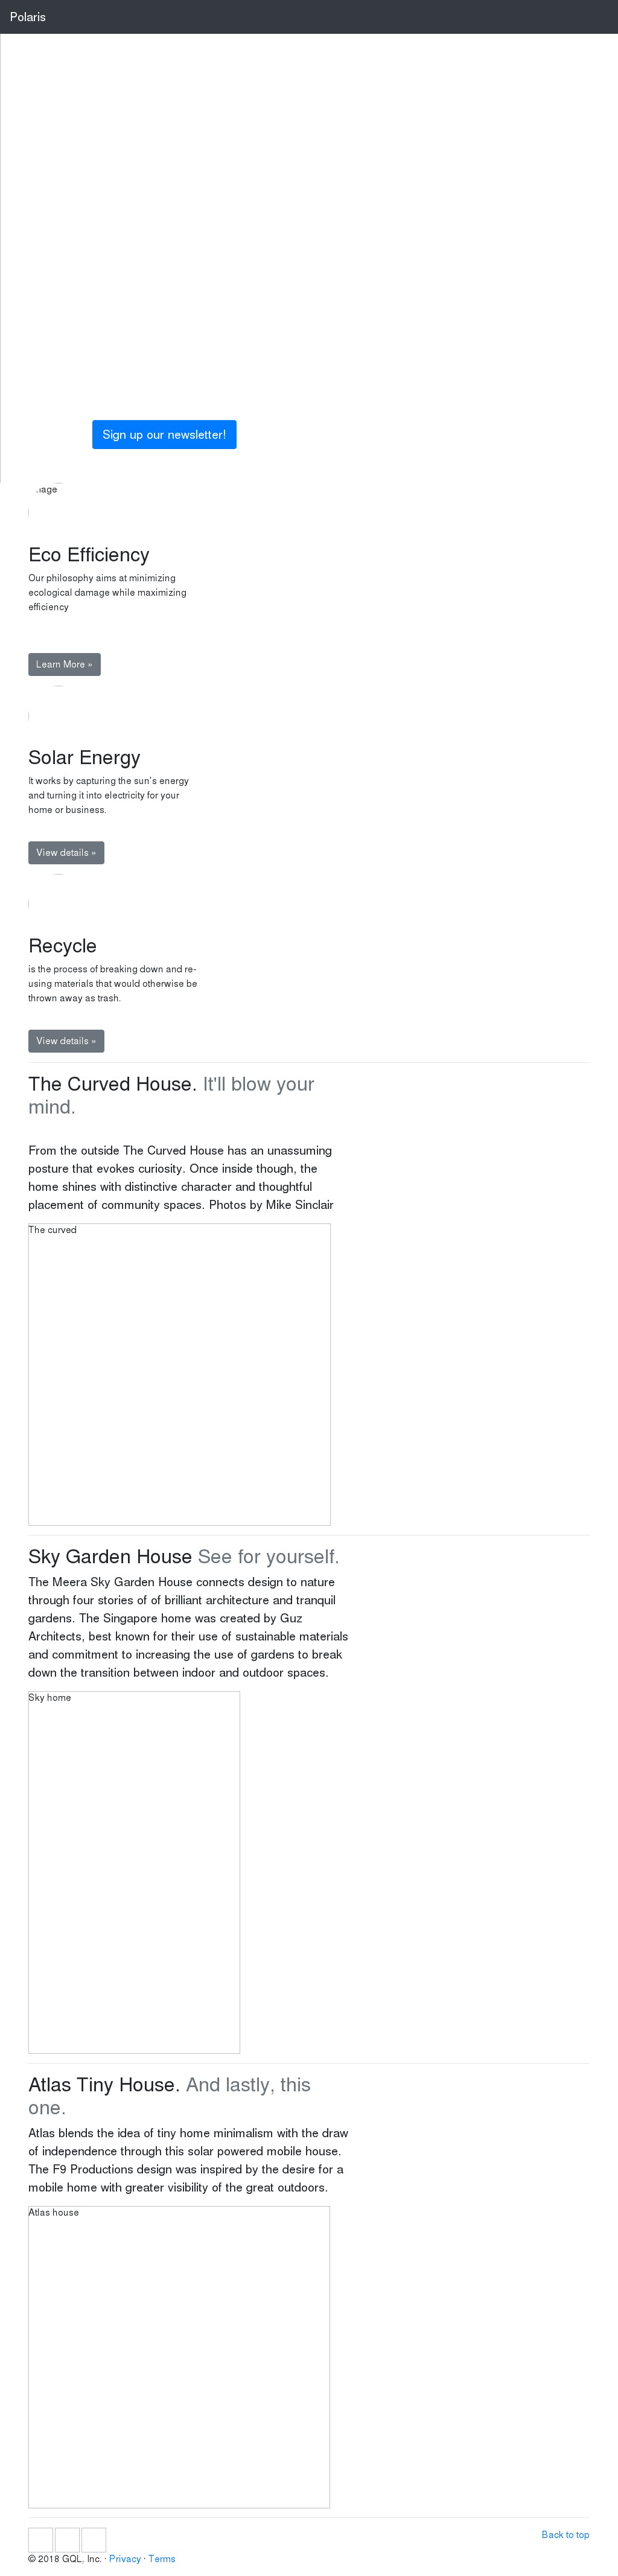 Polaris
Sign up our newsletter!
Eco Efficiency
Our philosophy aims at minimizing
ecological damage while maximizing
efficiency
Learn More »
Solar Energy
It works by capturing the sun's energy
and turning it into electricity for your
home or business.
View details »
Recycle
is the process of breaking down and re-
using materials that would otherwise be
thrown away as trash.
View details »
The Curved House. It'll blow your
mind.
From the outside The Curved House has an unassuming
posture that evokes curiosity. Once inside though, the
home shines with distinctive character and thoughtful
placement of community spaces. Photos by Mike Sinclair
The curved
Sky Garden House See for yourself.
The Meera Sky Garden House connects design to nature
through four stories of of brilliant architecture and tranquil
gardens. The Singapore home was created by Guz
Architects, best known for their use of sustainable materials
and commitment to increasing the use of gardens to break
down the transition between indoor and outdoor spaces.
Sky home
Atlas Tiny House. And lastly, this
one.
Atlas blends the idea of tiny home minimalism with the draw
of independence through this solar powered mobile house.
The F9 Productions design was inspired by the desire for a
mobile home with greater visibility of the great outdoors.
Atlas house
Back to top
© 2018 GQL, Inc. · Privacy · Terms